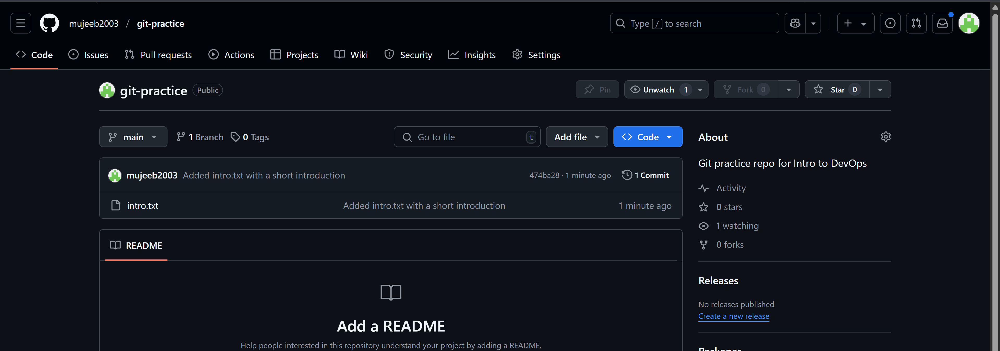 mujeeb2003 / git-practice
Type / to search
Code Issues Pull requests Actions Projects Wiki Security Insights Settings
git-practice Public
Pin Unwatch 1 Fork 0 Star 0
main 1 Branch 0 Tags Go to file t Add file Code
About
Git practice repo for Intro to DevOps
mujeeb2003 Added intro.txt with a short introduction 474ba28 · 1 minute ago 1 Commit
intro.txt Added intro.txt with a short introduction 1 minute ago
Activity
0 stars
1 watching
0 forks
README
Add a README
Help people interested in this repository understand your project by adding a README.
Releases
No releases published
Create a new release
Packages